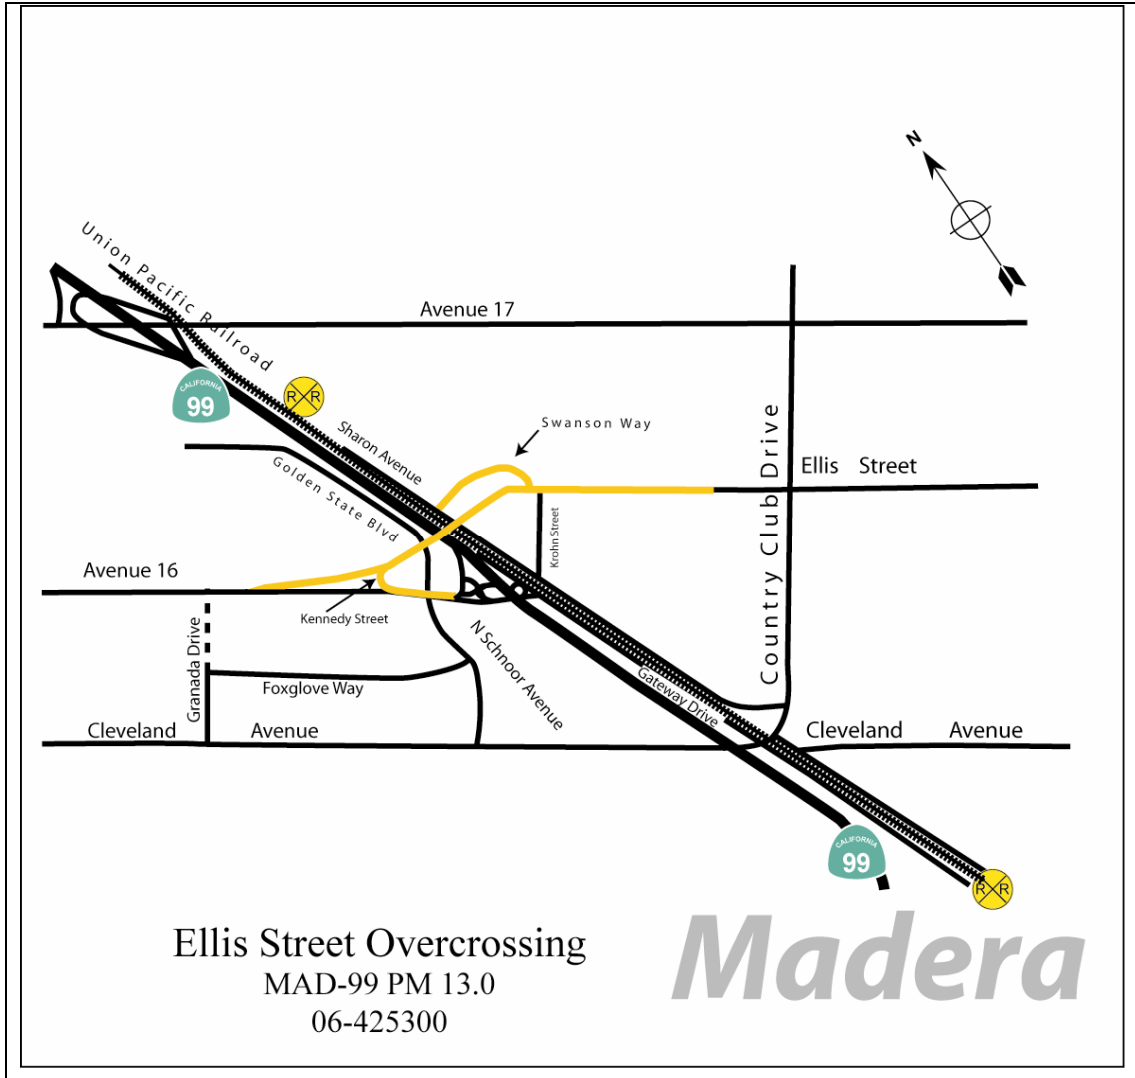 N
Union Pacific Railroad
Avenue 17
CALIFORNIA
99
R R
Sharon Avenue
Swanson Way
Golden State Blvd
Country Club Drive
Ellis Street
Krohn Street
Avenue 16
Kennedy Street
Granada Drive
N Schnoor Avenue
Foxglove Way
Gateway Drive
Cleveland Avenue
Cleveland Avenue
CALIFORNIA
99
R R
Ellis Street Overcrossing
MAD-99 PM 13.0
06-425300
Madera